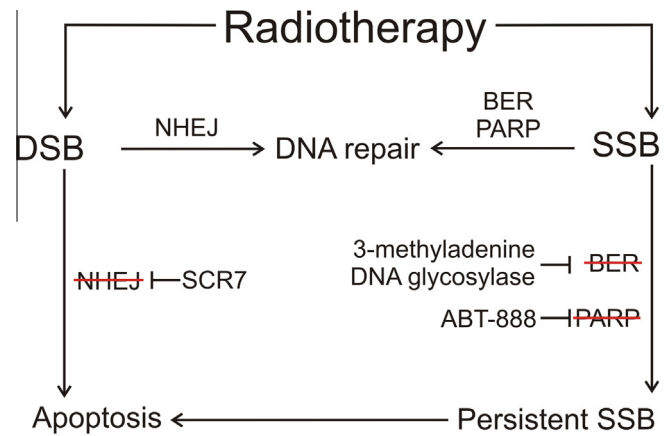 Radiotherapy
BER
NHEJ
PARP
DSB
DNA repair
SSB
3-methyladenine
DNA glycosylase
BER
NHEJ
SCR7
ABT-888
PARP
Apoptosis
Persistent SSB